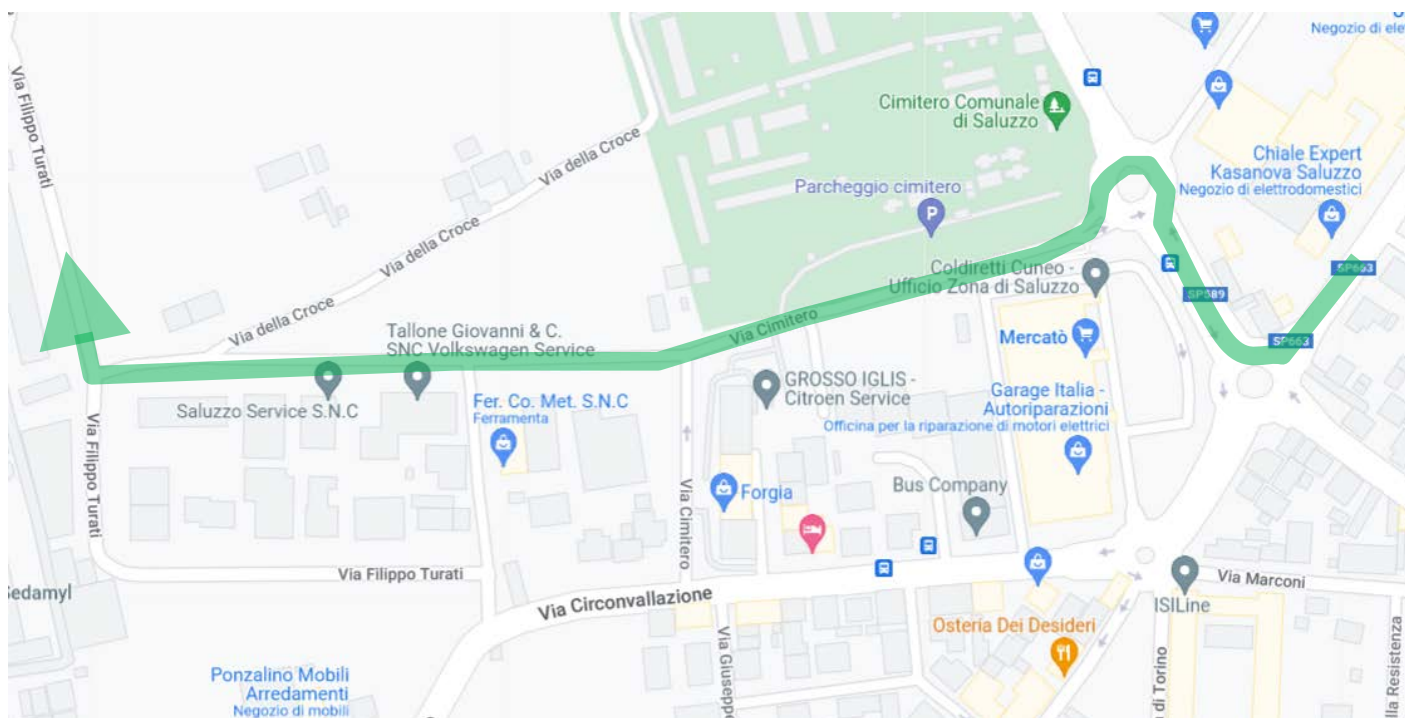 Negozio di ele
Via Filippo Turati
Cimitero Comunale
di Saluzzo
Via della Croce
Chiale Expert
Kasanova Saluzzo
Negozio di elettrodomestici
Parcheggio cimitero
P
Via della Croce
Coldiretti Cuneo -
Ufficio Zona di Saluzzo
SP663
SP589
Via della Croce
Tallone Giovanni & C.
SNC Volkswagen Service
Via Cimitero
Mercatò
SP663
GROSSO IGLIS -
Citroen Service
Saluzzo Service S.N.C
Fer. Co. Met. S.N.C
Ferramenta
Garage Italia -
Autoriparazioni
Officina per la riparazione di motori elettrici
Via Filippo Turati
Forgia
Bus Company
Via Cimitero
Via Filippo Turati
Sedamyl
Via Circonvallazione
Via Marconi
ISILine
Osteria Dei Desideri
Via Giuseppe
Ponzalino Mobili
Arredamenti
Negozio di mobili
a di Torino
lla Resistenza